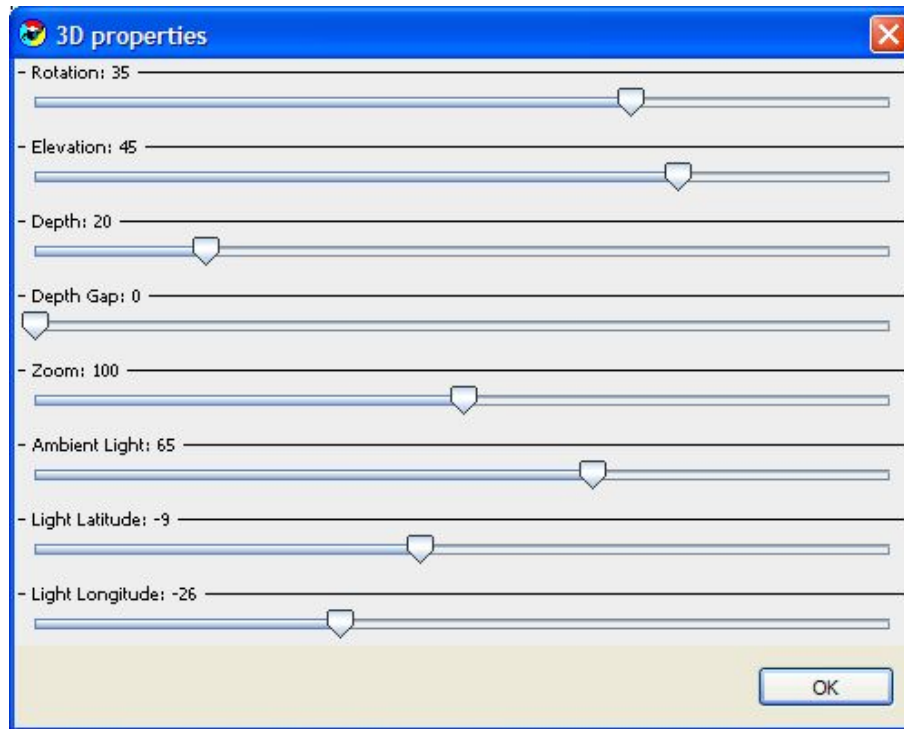 3D properties
Rotation: 35
Elevation: 45
Depth: 20
Depth Gap: 0
Zoom: 100
Ambient Light: 65
Light Latitude: -9
Light Longitude: -26
OK